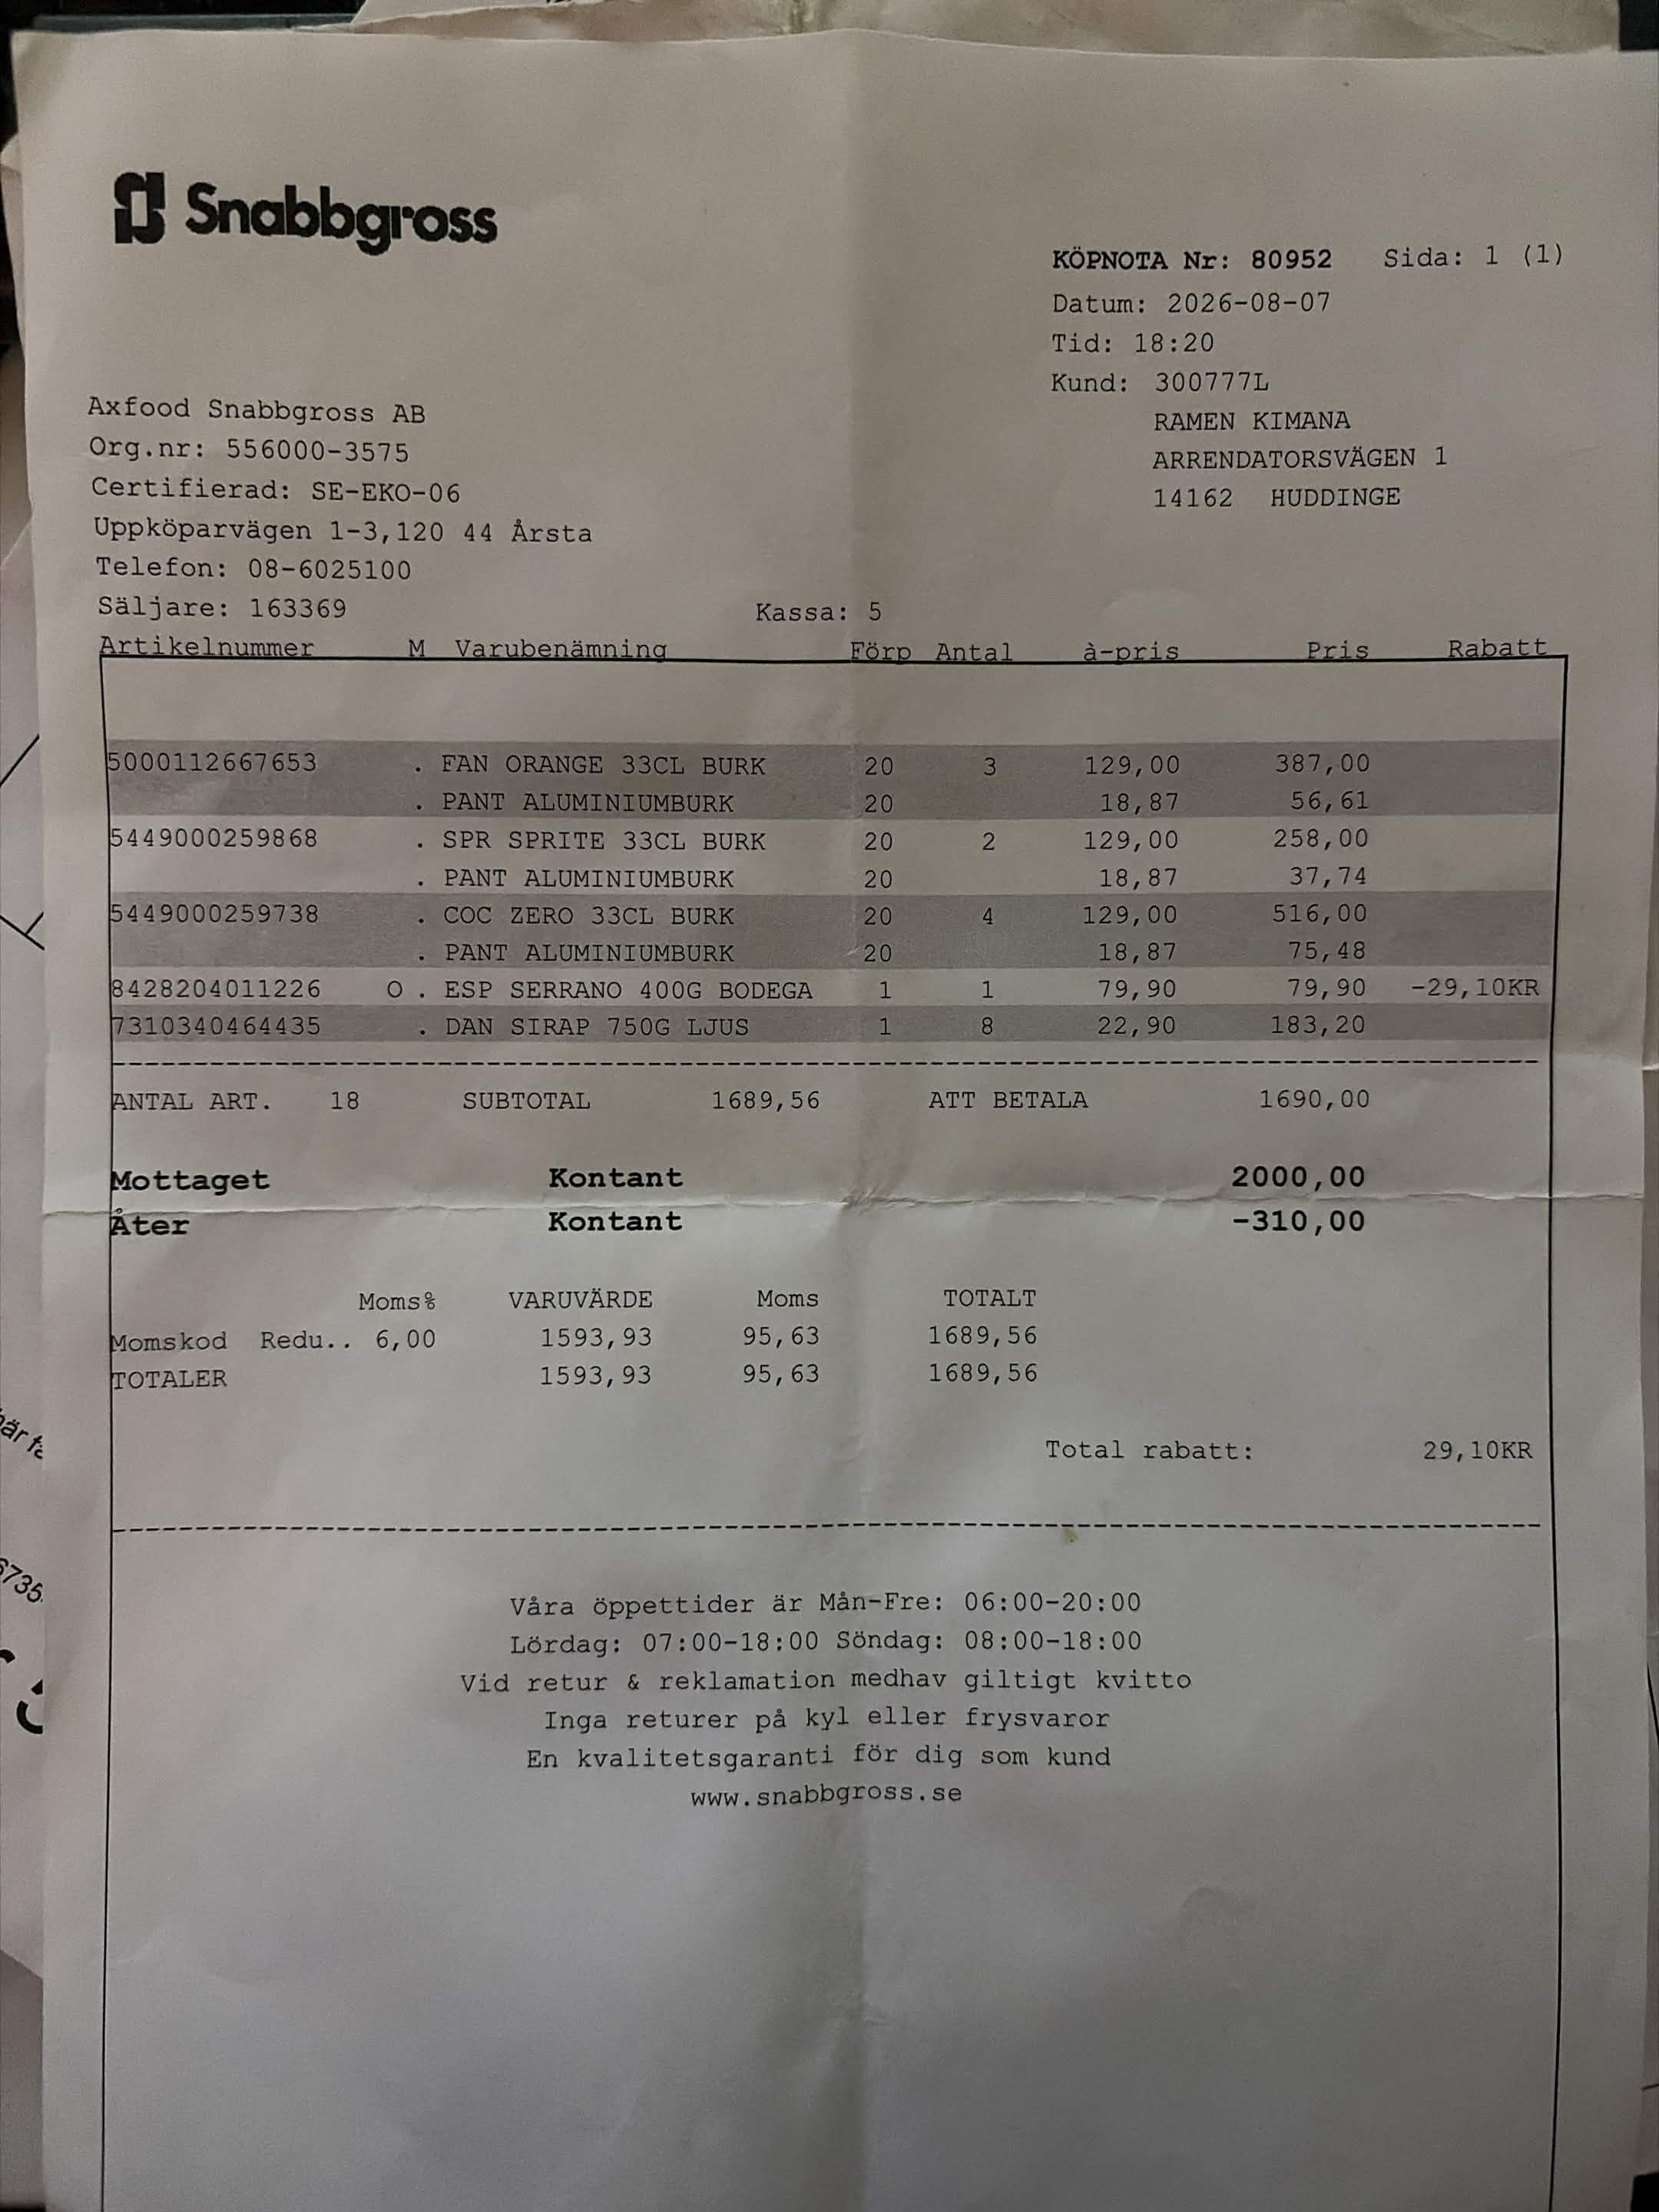 Snabbgross
KÖPNOTA Nr: 80952 Sida: 1 (1)
Datum: 2026-08-07
Tid: 18:20
Kund: 300777L
RAMEN KIMANA
ARRENDATORSVÄGEN 1
14162 HUDDINGE
Axfood Snabbgross AB
Org.nr: 556000-3575
Certifierad: SE-EKO-06
Uppköparvägen 1-3,120 44 Årsta
Telefon: 08-6025100
Säljare: 163369 Kassa: 5
Artikelnummer M Varubenämning Förp Antal à-pris Pris Rabatt
5000112667653 . FAN ORANGE 33CL BURK 20 3 129,00 387,00
. PANT ALUMINIUMBURK 20 18,87 56,61
5449000259868 . SPR SPRITE 33CL BURK 20 2 129,00 258,00
. PANT ALUMINIUMBURK 20 18,87 37,74
5449000259738 . COC ZERO 33CL BURK 20 4 129,00 516,00
. PANT ALUMINIUMBURK 20 18,87 75,48
8428204011226 O . ESP SERRANO 400G BODEGA 1 1 79,90 79,90 -29,10KR
7310340464435 . DAN SIRAP 750G LJUS 1 8 22,90 183,20
ANTAL ART. 18 SUBTOTAL 1689,56 ATT BETALA 1690,00
Mottaget Kontant 2000,00
Åter Kontant -310,00
Moms% VARUVÄRDE Moms TOTALT
Momskod Redu.. 6,00 1593,93 95,63 1689,56
TOTALER 1593,93 95,63 1689,56
Total rabatt: 29,10KR
Våra öppettider är Mån-Fre: 06:00-20:00
Lördag: 07:00-18:00 Söndag: 08:00-18:00
Vid retur & reklamation medhav giltigt kvitto
Inga returer på kyl eller frysvaror
En kvalitetsgaranti för dig som kund
www.snabbgross.se